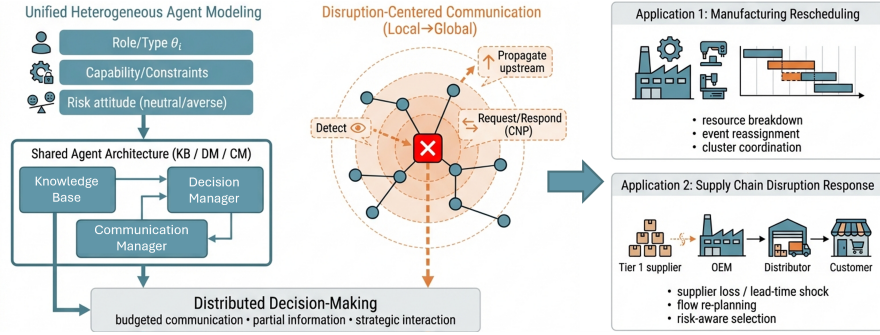 Unified Heterogeneous Agent Modeling
Role/Type θi
Capability/Constraints
Risk attitude (neutral/averse)
Shared Agent Architecture (KB / DM / CM)
Knowledge
Base
Decision
Manager
Communication
Manager
Disruption-Centered Communication
(Local→Global)
Propagate
upstream
Detect
Request/Respond
(CNP)
Distributed Decision-Making
budgeted communication • partial information • strategic interaction
Application 1: Manufacturing Rescheduling
• resource breakdown
• event reassignment
• cluster coordination
Application 2: Supply Chain Disruption Response
Tier 1 supplier
OEM
Distributor
Customer
• supplier loss / lead-time shock
• flow re-planning
• risk-aware selection